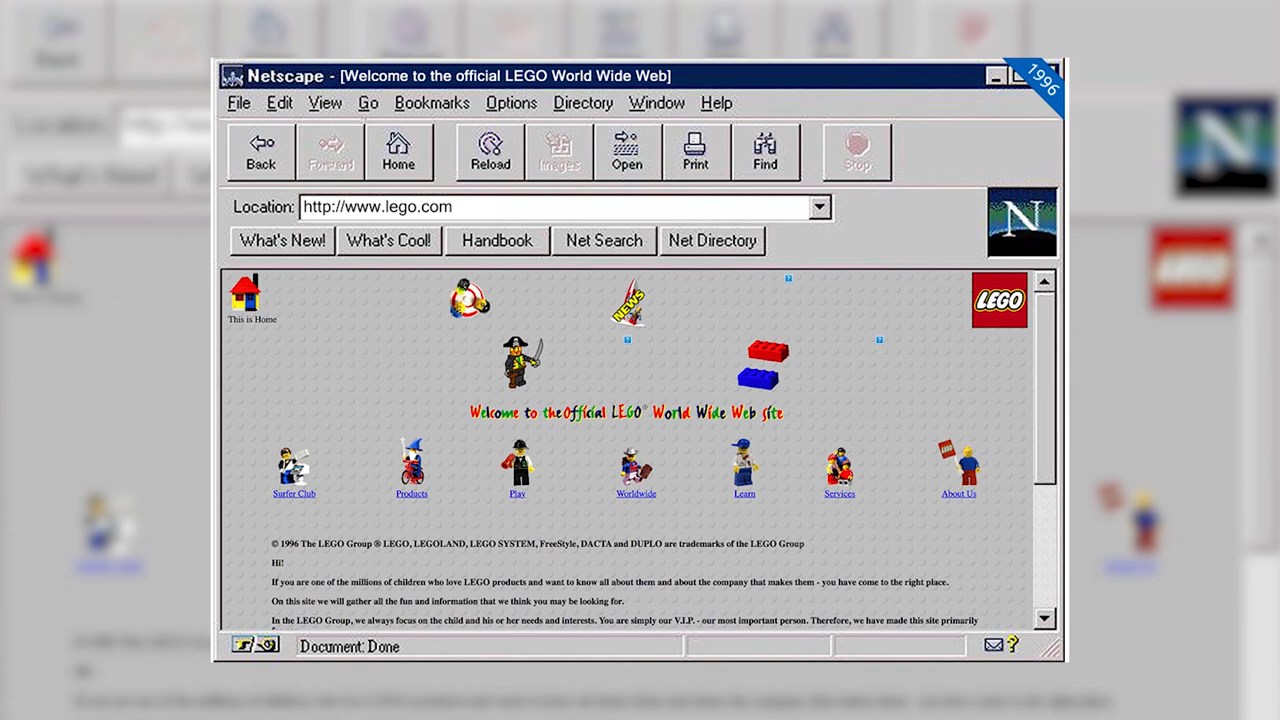 Netscape - [Welcome to the official LEGO World Wide Web]
1996
File Edit View Go Bookmarks Options Directory Window Help
Back Forward Home Reload Images Open Print Find Stop
Location: http://www.lego.com
N
What's New! What's Cool! Handbook Net Search Net Directory
NEWS
LEGO
This is Home
Welcome to the Official LEGO® World Wide Web Site
LEGO
Surfer Club Products Play Worldwide Learn Services About Us
© 1996 The LEGO Group ® LEGO, LEGOLAND, LEGO SYSTEM, FreeStyle, DACTA and DUPLO are trademarks of the LEGO Group
Hi!
If you are one of the millions of children who love LEGO products and want to know all about them and about the company that makes them - you have come to the right place.
On this site we will gather all the fun and information that we think you may be looking for.
In the LEGO Group, we always focus on the child and his or her needs and interests. You are simply our V.I.P. - our most important person. Therefore, we have made this site primarily
Document: Done